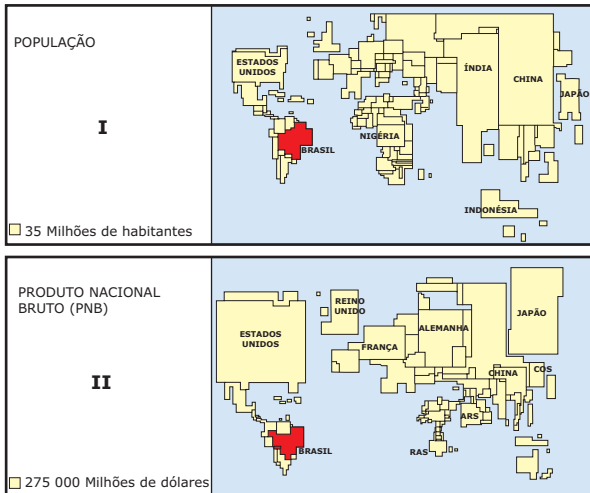 POPULAÇÃO
I
35 Milhões de habitantes
ESTADOS
UNIDOS
BRASIL
NIGÉRIA
ÍNDIA
CHINA
JAPÃO
INDONÉSIA
PRODUTO NACIONAL
BRUTO (PNB)
II
275 000 Milhões de dólares
ESTADOS
UNIDOS
REINO
UNIDO
FRANÇA
ALEMANHA
JAPÃO
CHINA
COS
ARS
RAS
BRASIL